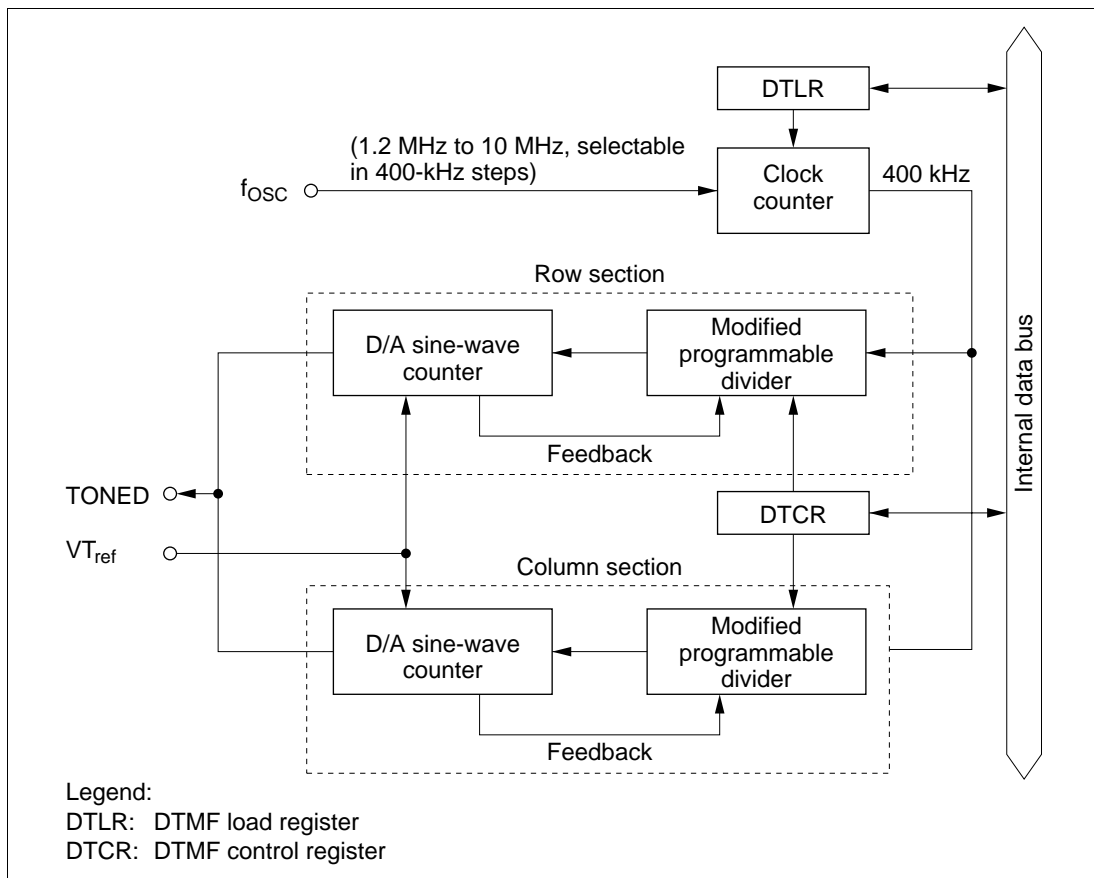 DTLR
(1.2 MHz to 10 MHz, selectable
in 400-kHz steps)
fOSC
Clock
counter
400 kHz
Row section
D/A sine-wave
counter
Modified
programmable
divider
Feedback
Internal data bus
TONED
DTCR
VTref
Column section
D/A sine-wave
counter
Modified
programmable
divider
Feedback
Legend:
DTLR: DTMF load register
DTCR: DTMF control register